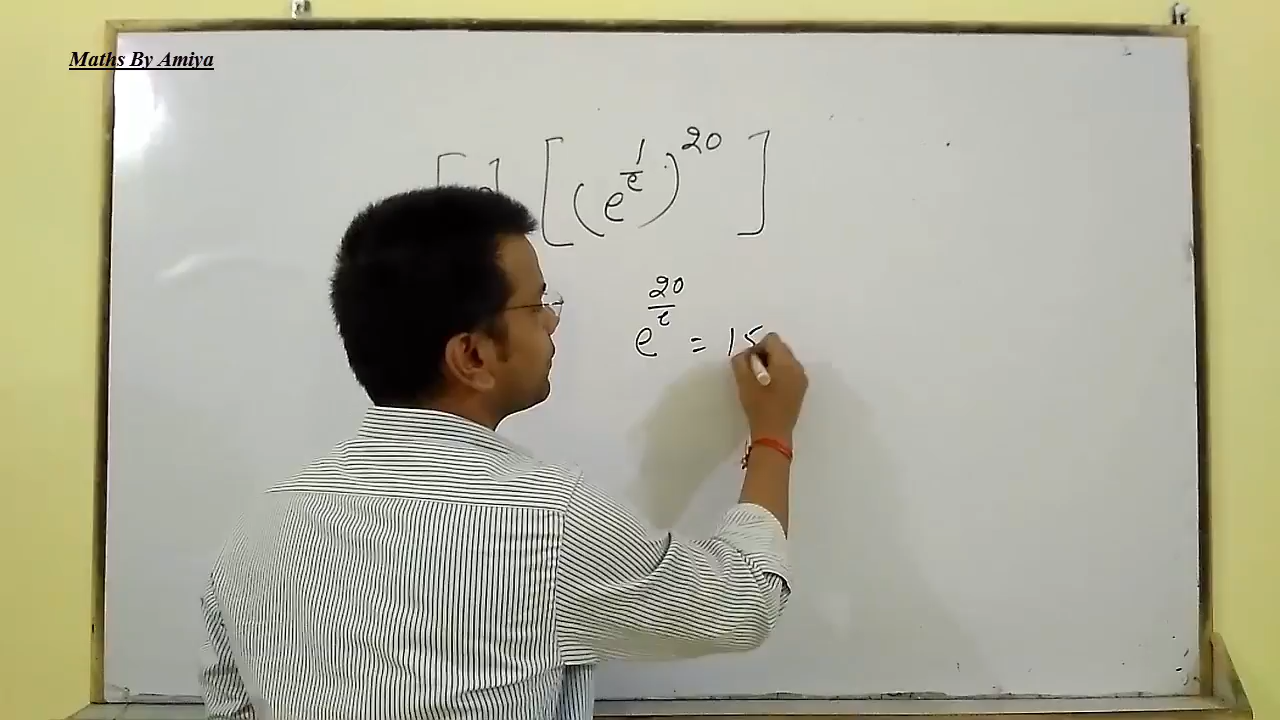 Maths By Amiya
[ ] [(e^(1/e))^20]
e^(20/e) = 15